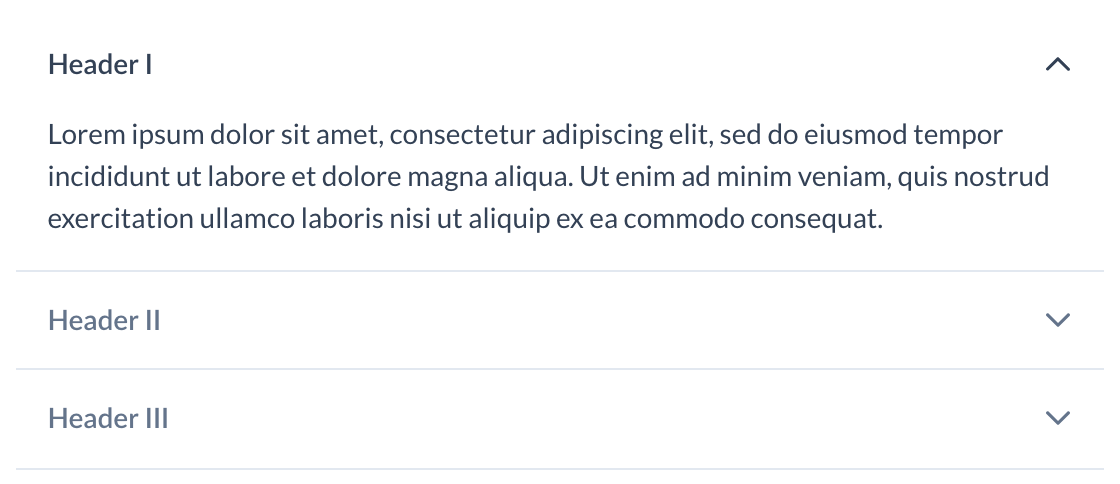 Header I
Lorem ipsum dolor sit amet, consectetur adipiscing elit, sed do eiusmod tempor
incididunt ut labore et dolore magna aliqua. Ut enim ad minim veniam, quis nostrud
exercitation ullamco laboris nisi ut aliquip ex ea commodo consequat.
Header II
Header III